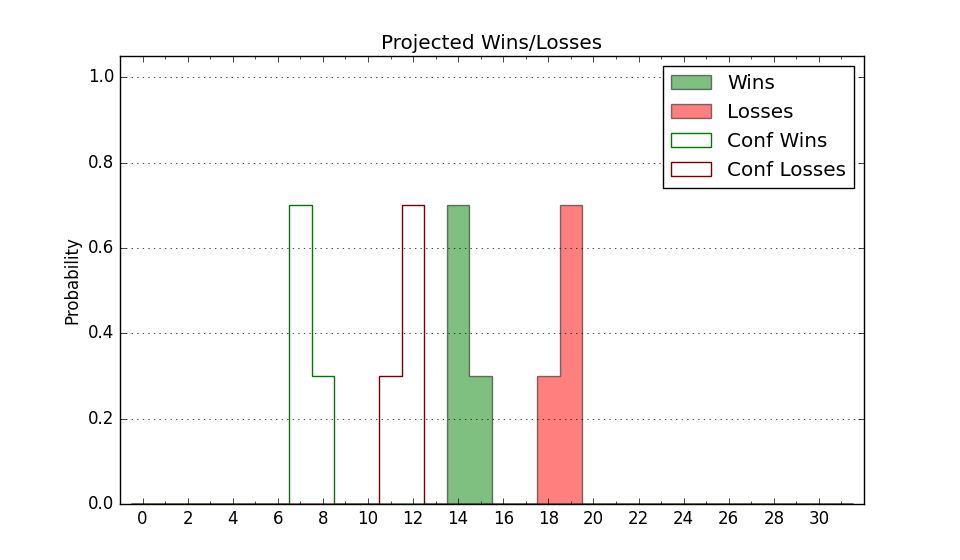 Projected Wins/Losses
1.0
0.8
0.6
0.4
0.2
0.0
Probability
Wins
Losses
Conf Wins
Conf Losses
0 2 4 6 8 10 12 14 16 18 20 22 24 26 28 30